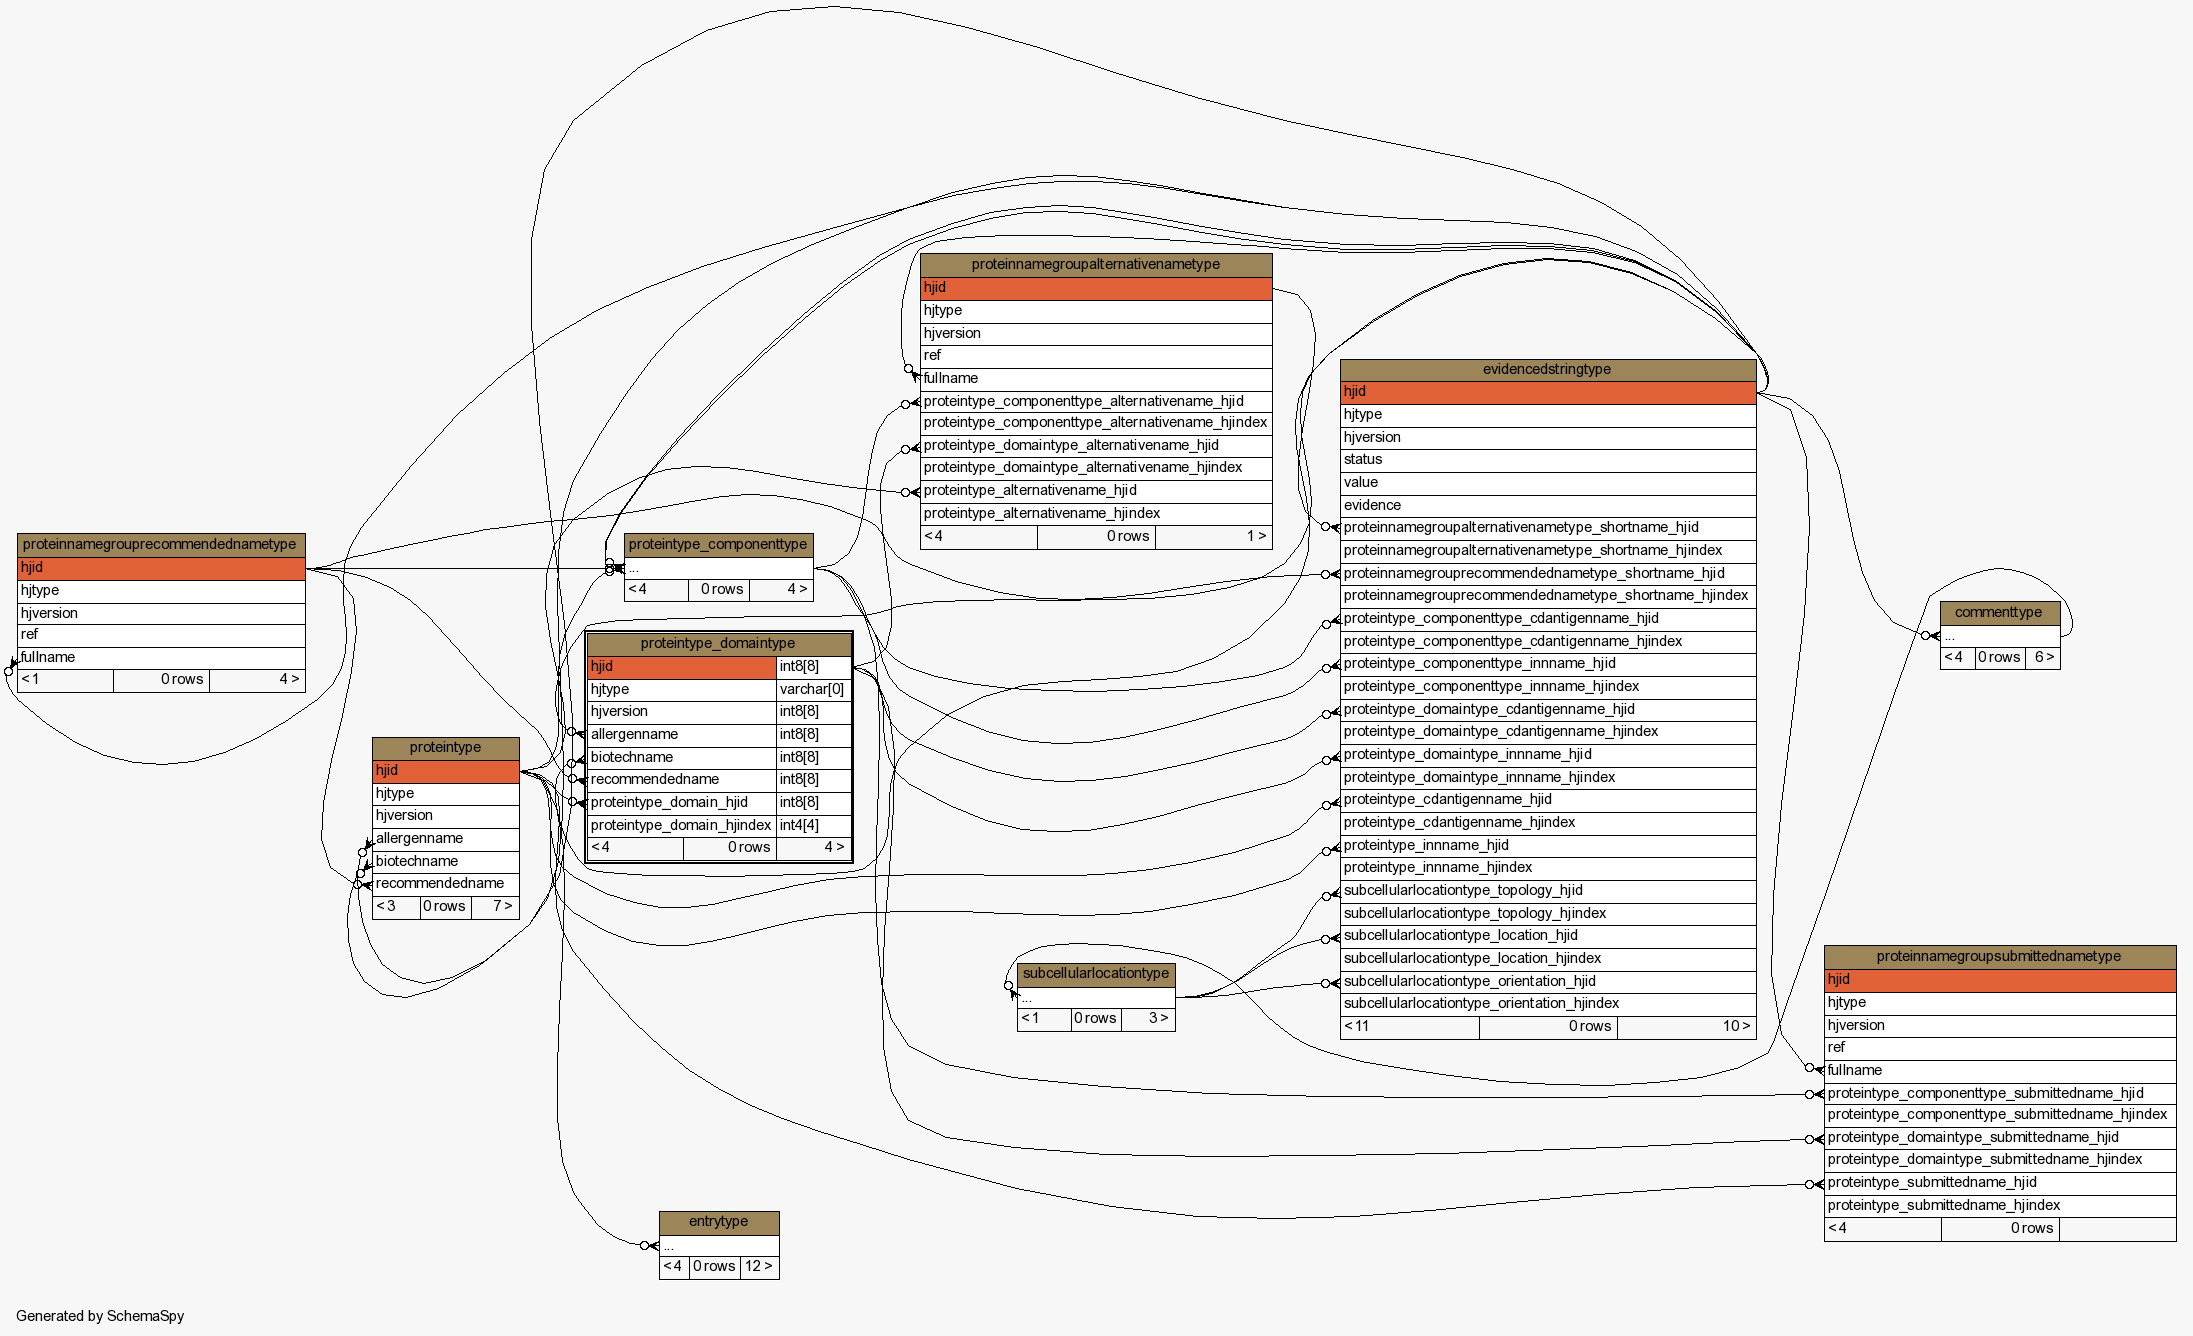 proteinnamegroupalternativenametype
hjid
hjtype
hjversion
ref
fullname
proteintype_componenttype_alternativename_hjid
proteintype_componenttype_alternativename_hjindex
proteintype_domaintype_alternativename_hjid
proteintype_domaintype_alternativename_hjindex
proteintype_alternativename_hjid
proteintype_alternativename_hjindex
< 4 0 rows 1 >
evidencedstringtype
hjid
hjtype
hjversion
status
value
evidence
proteinnamegroupalternativenametype_shortname_hjid
proteinnamegroupalternativenametype_shortname_hjindex
proteinnamegrouprecommendednametype_shortname_hjid
proteinnamegrouprecommendednametype_shortname_hjindex
proteintype_componenttype_cdantigenname_hjid
proteintype_componenttype_cdantigenname_hjindex
proteintype_componenttype_innname_hjid
proteintype_componenttype_innname_hjindex
proteintype_domaintype_cdantigenname_hjid
proteintype_domaintype_cdantigenname_hjindex
proteintype_domaintype_innname_hjid
proteintype_domaintype_innname_hjindex
proteintype_cdantigenname_hjid
proteintype_cdantigenname_hjindex
proteintype_innname_hjid
proteintype_innname_hjindex
subcellularlocationtype_topology_hjid
subcellularlocationtype_topology_hjindex
subcellularlocationtype_location_hjid
subcellularlocationtype_location_hjindex
subcellularlocationtype_orientation_hjid
subcellularlocationtype_orientation_hjindex
< 11 0 rows 10 >
proteinnamegrouprecommendednametype
hjid
hjtype
hjversion
ref
fullname
< 1 0 rows 4 >
proteintype_componenttype
...
< 4 0 rows 4 >
commenttype
...
< 4 0 rows 6 >
proteintype_domaintype
hjid int8[8]
hjtype varchar[0]
hjversion int8[8]
allergenname int8[8]
biotechname int8[8]
recommendedname int8[8]
proteintype_domain_hjid int8[8]
proteintype_domain_hjindex int4[4]
< 4 0 rows 4 >
proteintype
hjid
hjtype
hjversion
allergenname
biotechname
recommendedname
< 3 0 rows 7 >
subcellularlocationtype
...
< 1 0 rows 3 >
proteinnamegroupsubmittednametype
hjid
hjtype
hjversion
ref
fullname
proteintype_componenttype_submittedname_hjid
proteintype_componenttype_submittedname_hjindex
proteintype_domaintype_submittedname_hjid
proteintype_domaintype_submittedname_hjindex
proteintype_submittedname_hjid
proteintype_submittedname_hjindex
< 4 0 rows
entrytype
...
< 4 0 rows 12 >
Generated by SchemaSpy